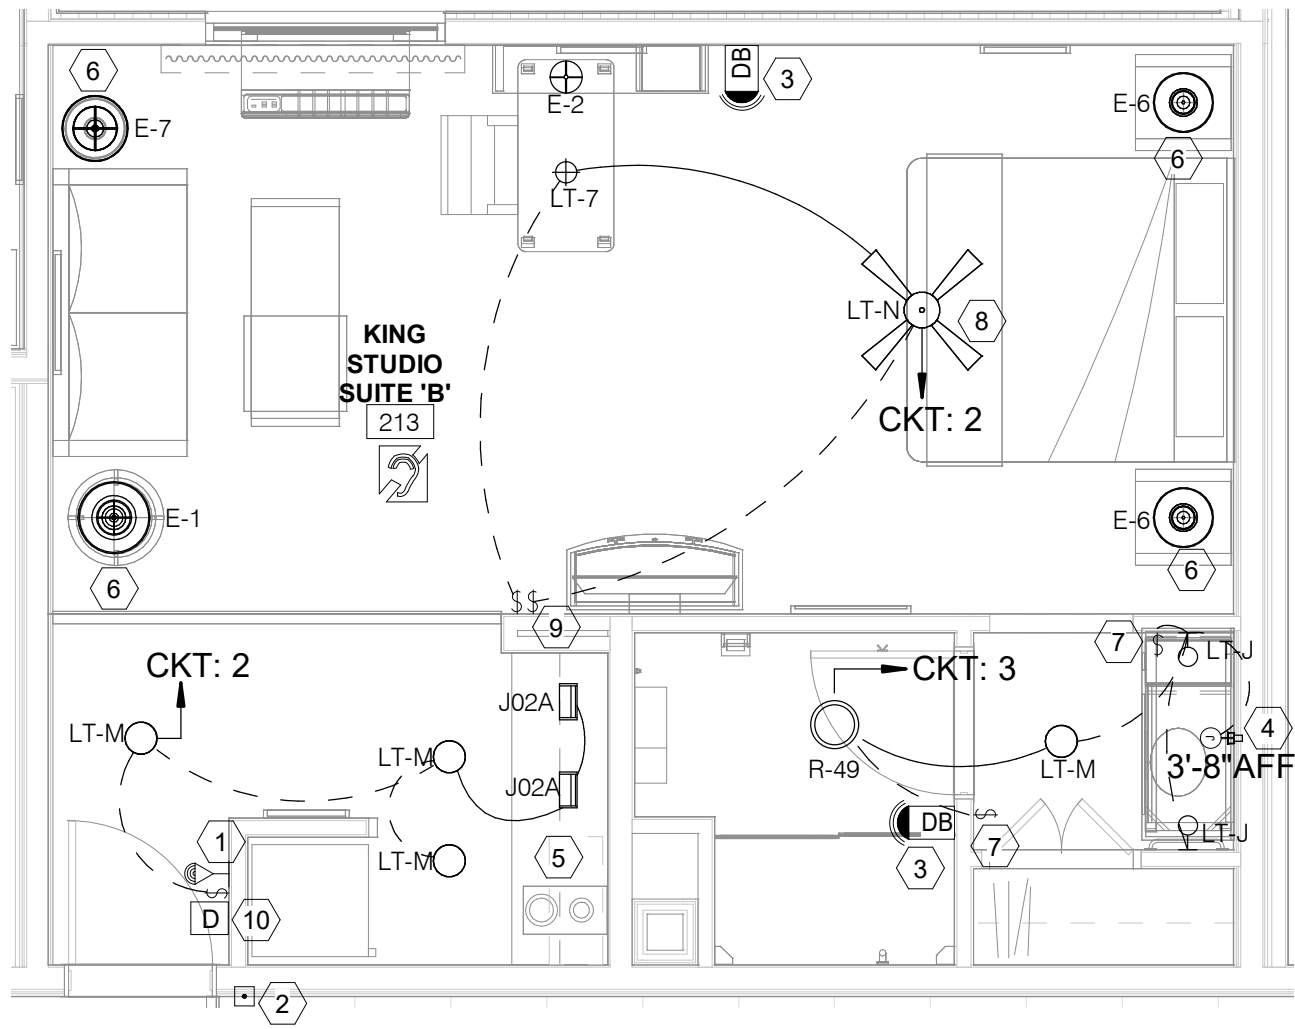 6
E-7
E-2
DB
3
E-6
6
LT-7
LT-N
8
KING
STUDIO
SUITE 'B'
213
CKT: 2
E-1
6
E-6
6
$$
9
CKT: 2
LT-M
LT-M
LT-M
J02A
J02A
1
5
$
D
10
2
CKT: 3
R-49
LT-M
DB
3
$
7
7
$
LT-J
J
4
3'-8"AFF
LT-J